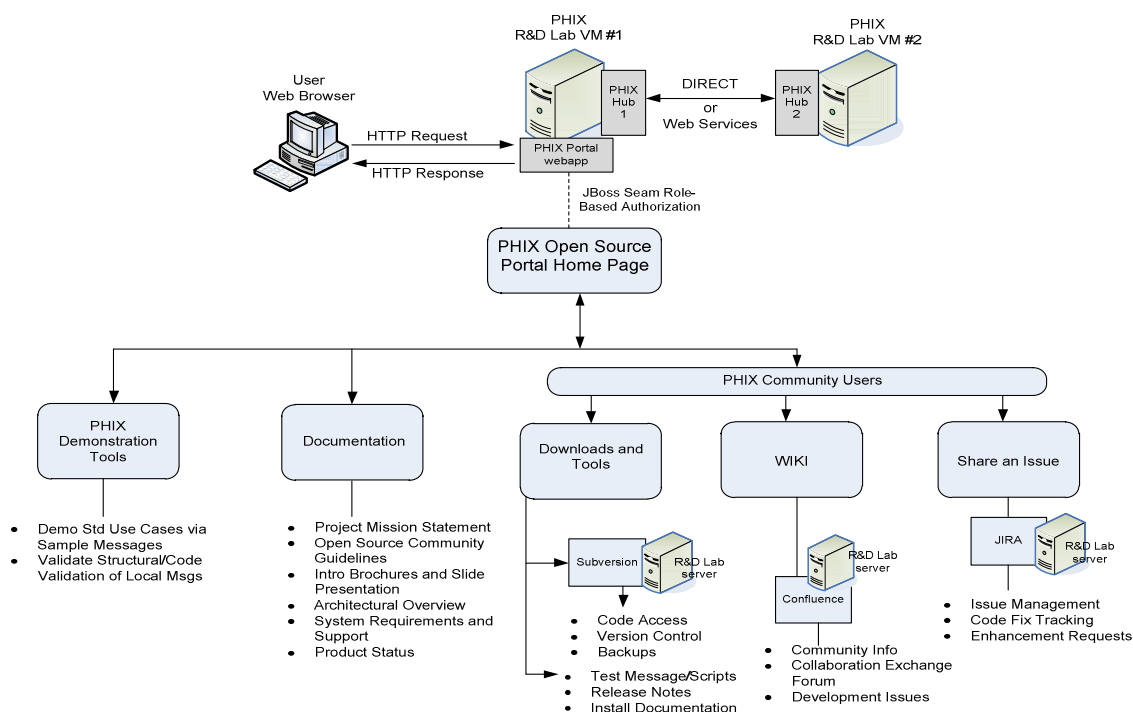 PHIX
R&D Lab VM #1
PHIX
R&D Lab VM #2
User
Web Browser
PHIX
Hub
1
DIRECT
or
Web Services
PHIX
Hub
2
HTTP Request
HTTP Response
PHIX Portal
webapp
JBoss Seam Role-
Based Authorization
PHIX Open Source
Portal Home Page
PHIX Community Users
PHIX
Demonstration
Tools
Documentation
Downloads and
Tools
WIKI
Share an Issue
• Demo Std Use Cases via
Sample Messages
• Validate Structural/Code
Validation of Local Msgs
• Project Mission Statement
• Open Source Community
Guidelines
• Intro Brochures and Slide
Presentation
• Architectural Overview
• System Requirements and
Support
• Product Status
Subversion
R&D Lab
server
• Code Access
• Version Control
• Backups
• Test Message/Scripts
• Release Notes
• Install Documentation
R&D Lab
server
Confluence
• Community Info
• Collaboration Exchange
Forum
• Development Issues
JIRA
R&D Lab
server
• Issue Management
• Code Fix Tracking
• Enhancement Requests